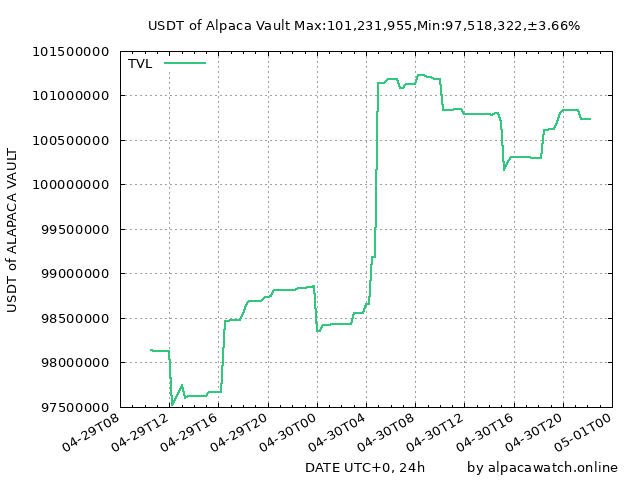 USDT of Alpaca Vault Max:101,231,955,Min:97,518,322,±3.66%
TVL
101500000
101000000
100500000
100000000
99500000
99000000
98500000
98000000
97500000
USDT of ALAPACA VAULT
04-29T08
04-29T12
04-29T16
04-29T20
04-30T00
04-30T04
04-30T08
04-30T12
04-30T16
04-30T20
05-01T00
DATE UTC+0, 24h
by alpacawatch.online